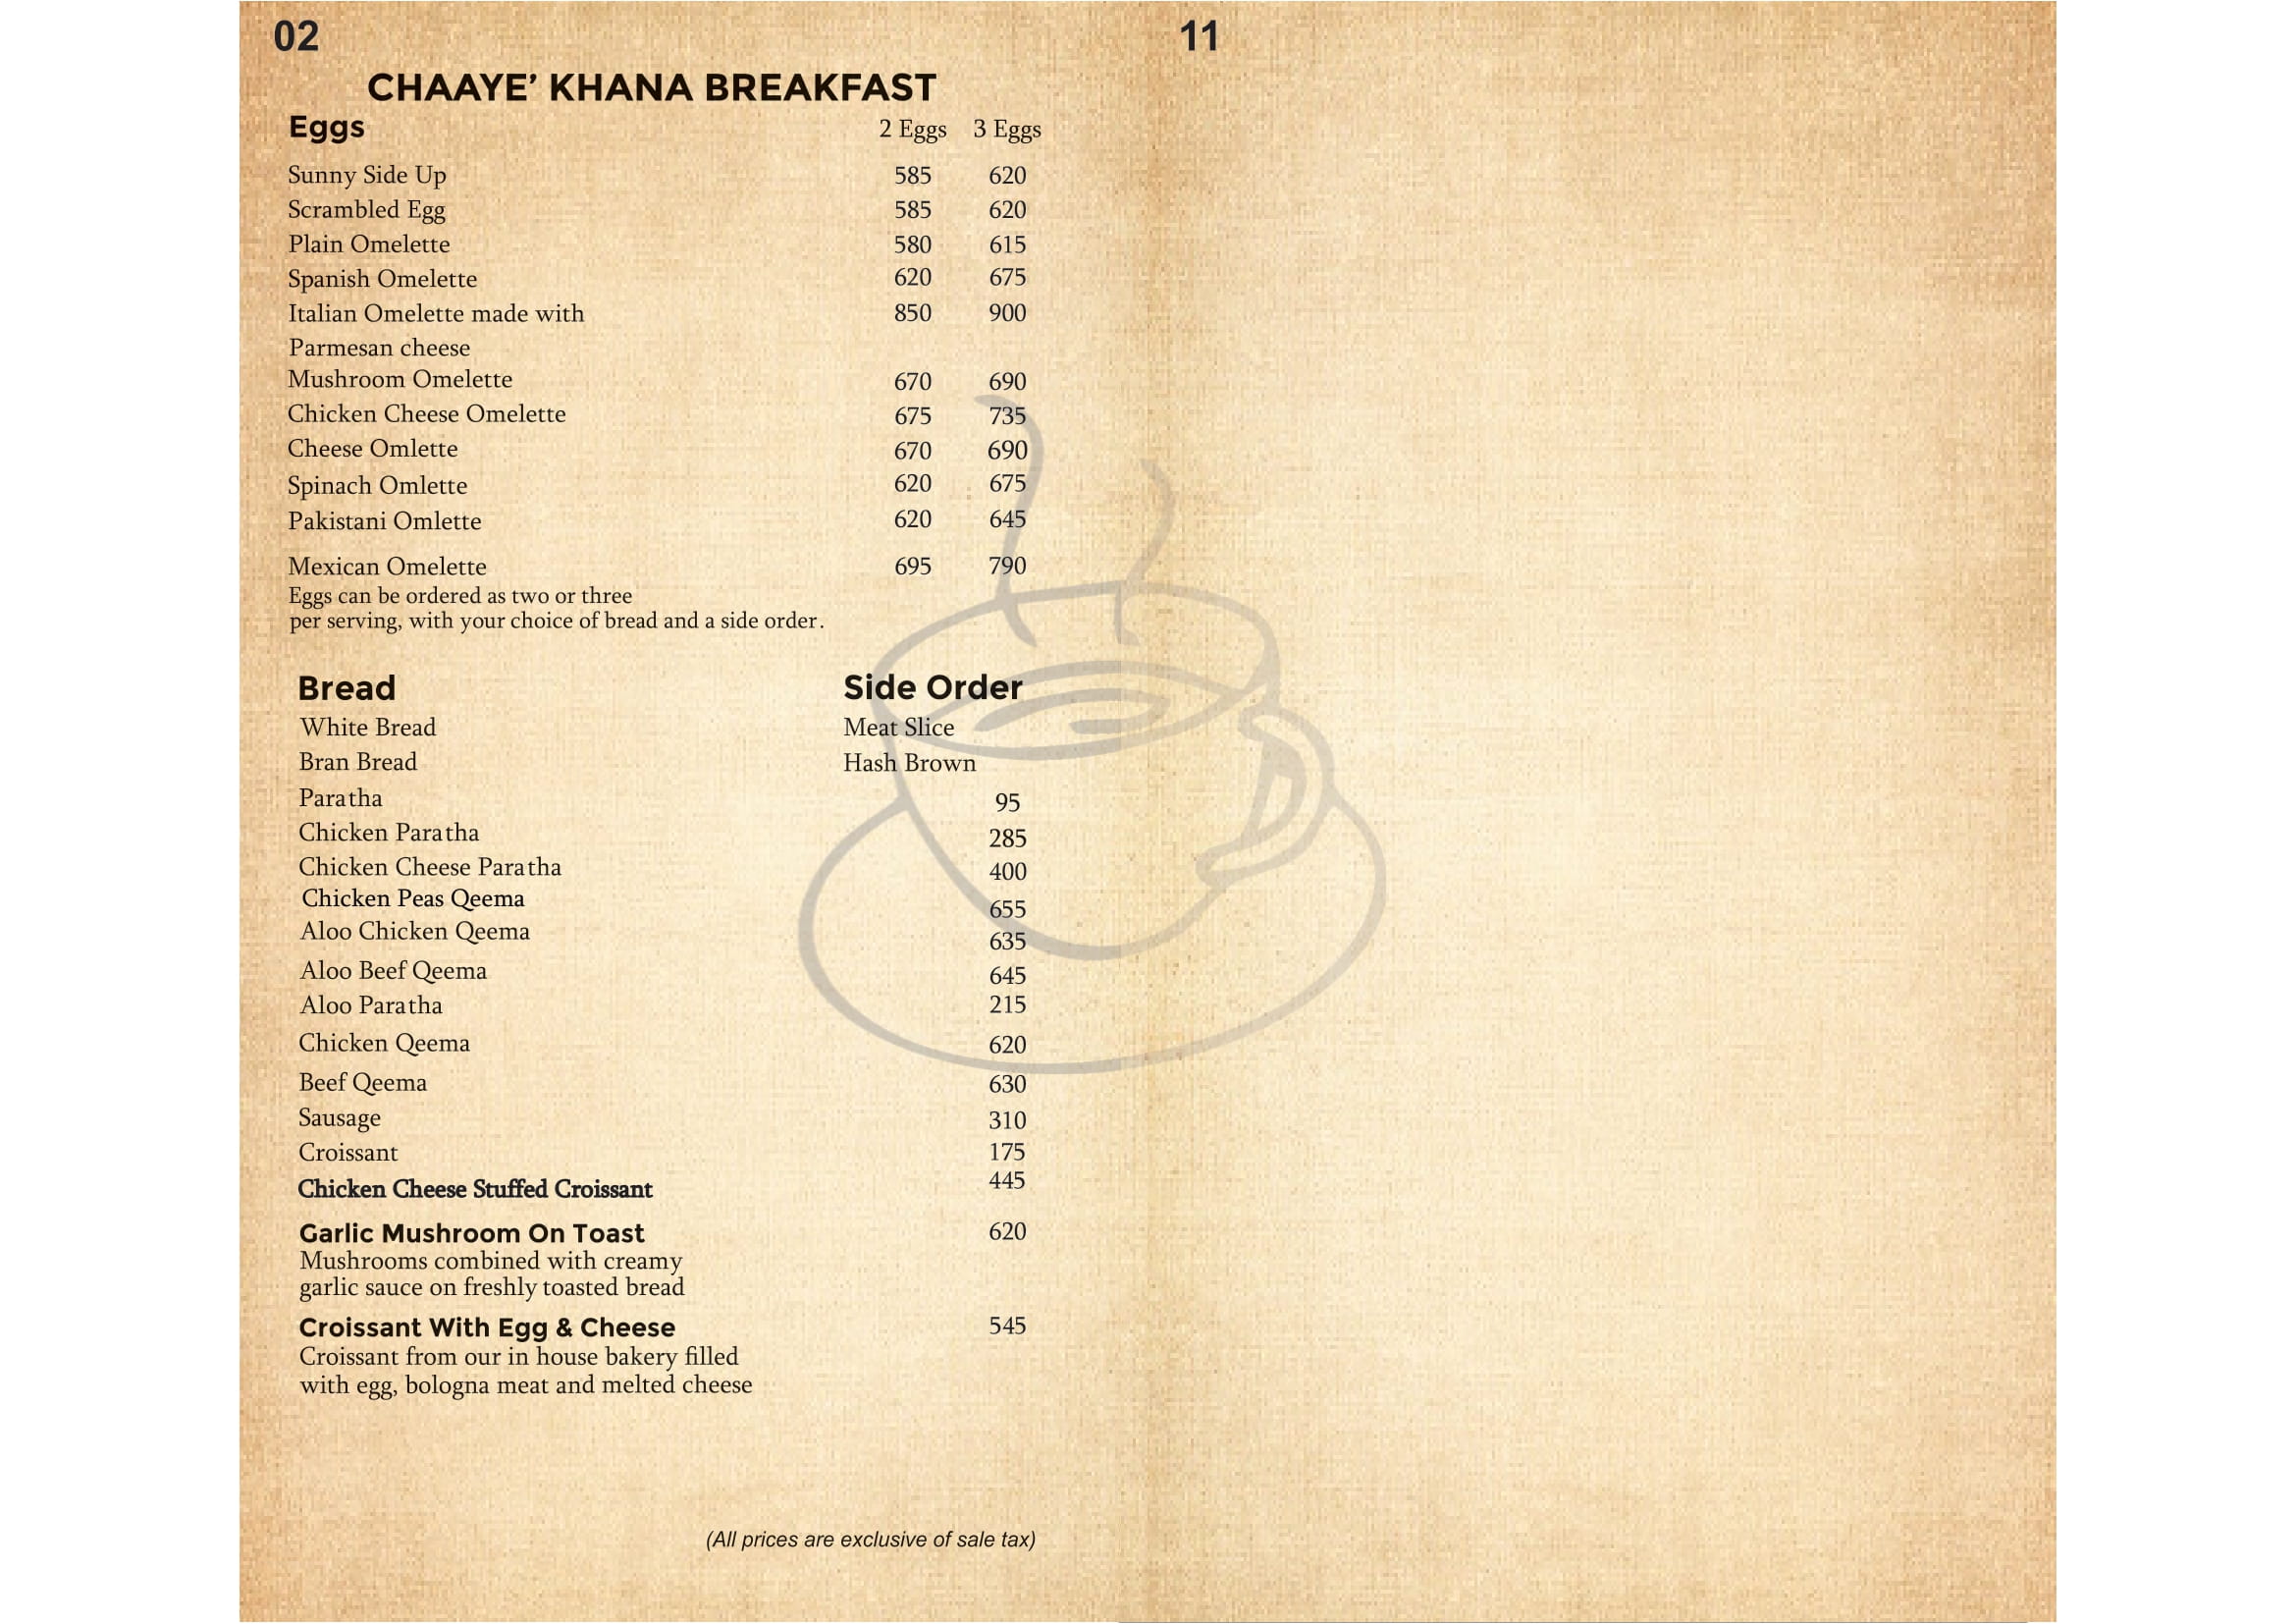 02
11
CHAAYE’ KHANA BREAKFAST
Eggs 2 Eggs 3 Eggs
Sunny Side Up 585 620
Scrambled Egg 585 620
Plain Omelette 580 615
Spanish Omelette 620 675
Italian Omelette made with 850 900
Parmesan cheese
Mushroom Omelette 670 690
Chicken Cheese Omelette 675 735
Cheese Omlette 670 690
Spinach Omlette 620 675
Pakistani Omlette 620 645
Mexican Omelette 695 790
Eggs can be ordered as two or three
per serving, with your choice of bread and a side order.
Bread Side Order
White Bread Meat Slice
Bran Bread Hash Brown
Paratha 95
Chicken Paratha 285
Chicken Cheese Paratha 400
Chicken Peas Qeema 655
Aloo Chicken Qeema 635
Aloo Beef Qeema 645
Aloo Paratha 215
Chicken Qeema 620
Beef Qeema 630
Sausage 310
Croissant 175
Chicken Cheese Stuffed Croissant 445
Garlic Mushroom On Toast 620
Mushrooms combined with creamy
garlic sauce on freshly toasted bread
Croissant With Egg & Cheese 545
Croissant from our in house bakery filled
with egg, bologna meat and melted cheese
(All prices are exclusive of sale tax)